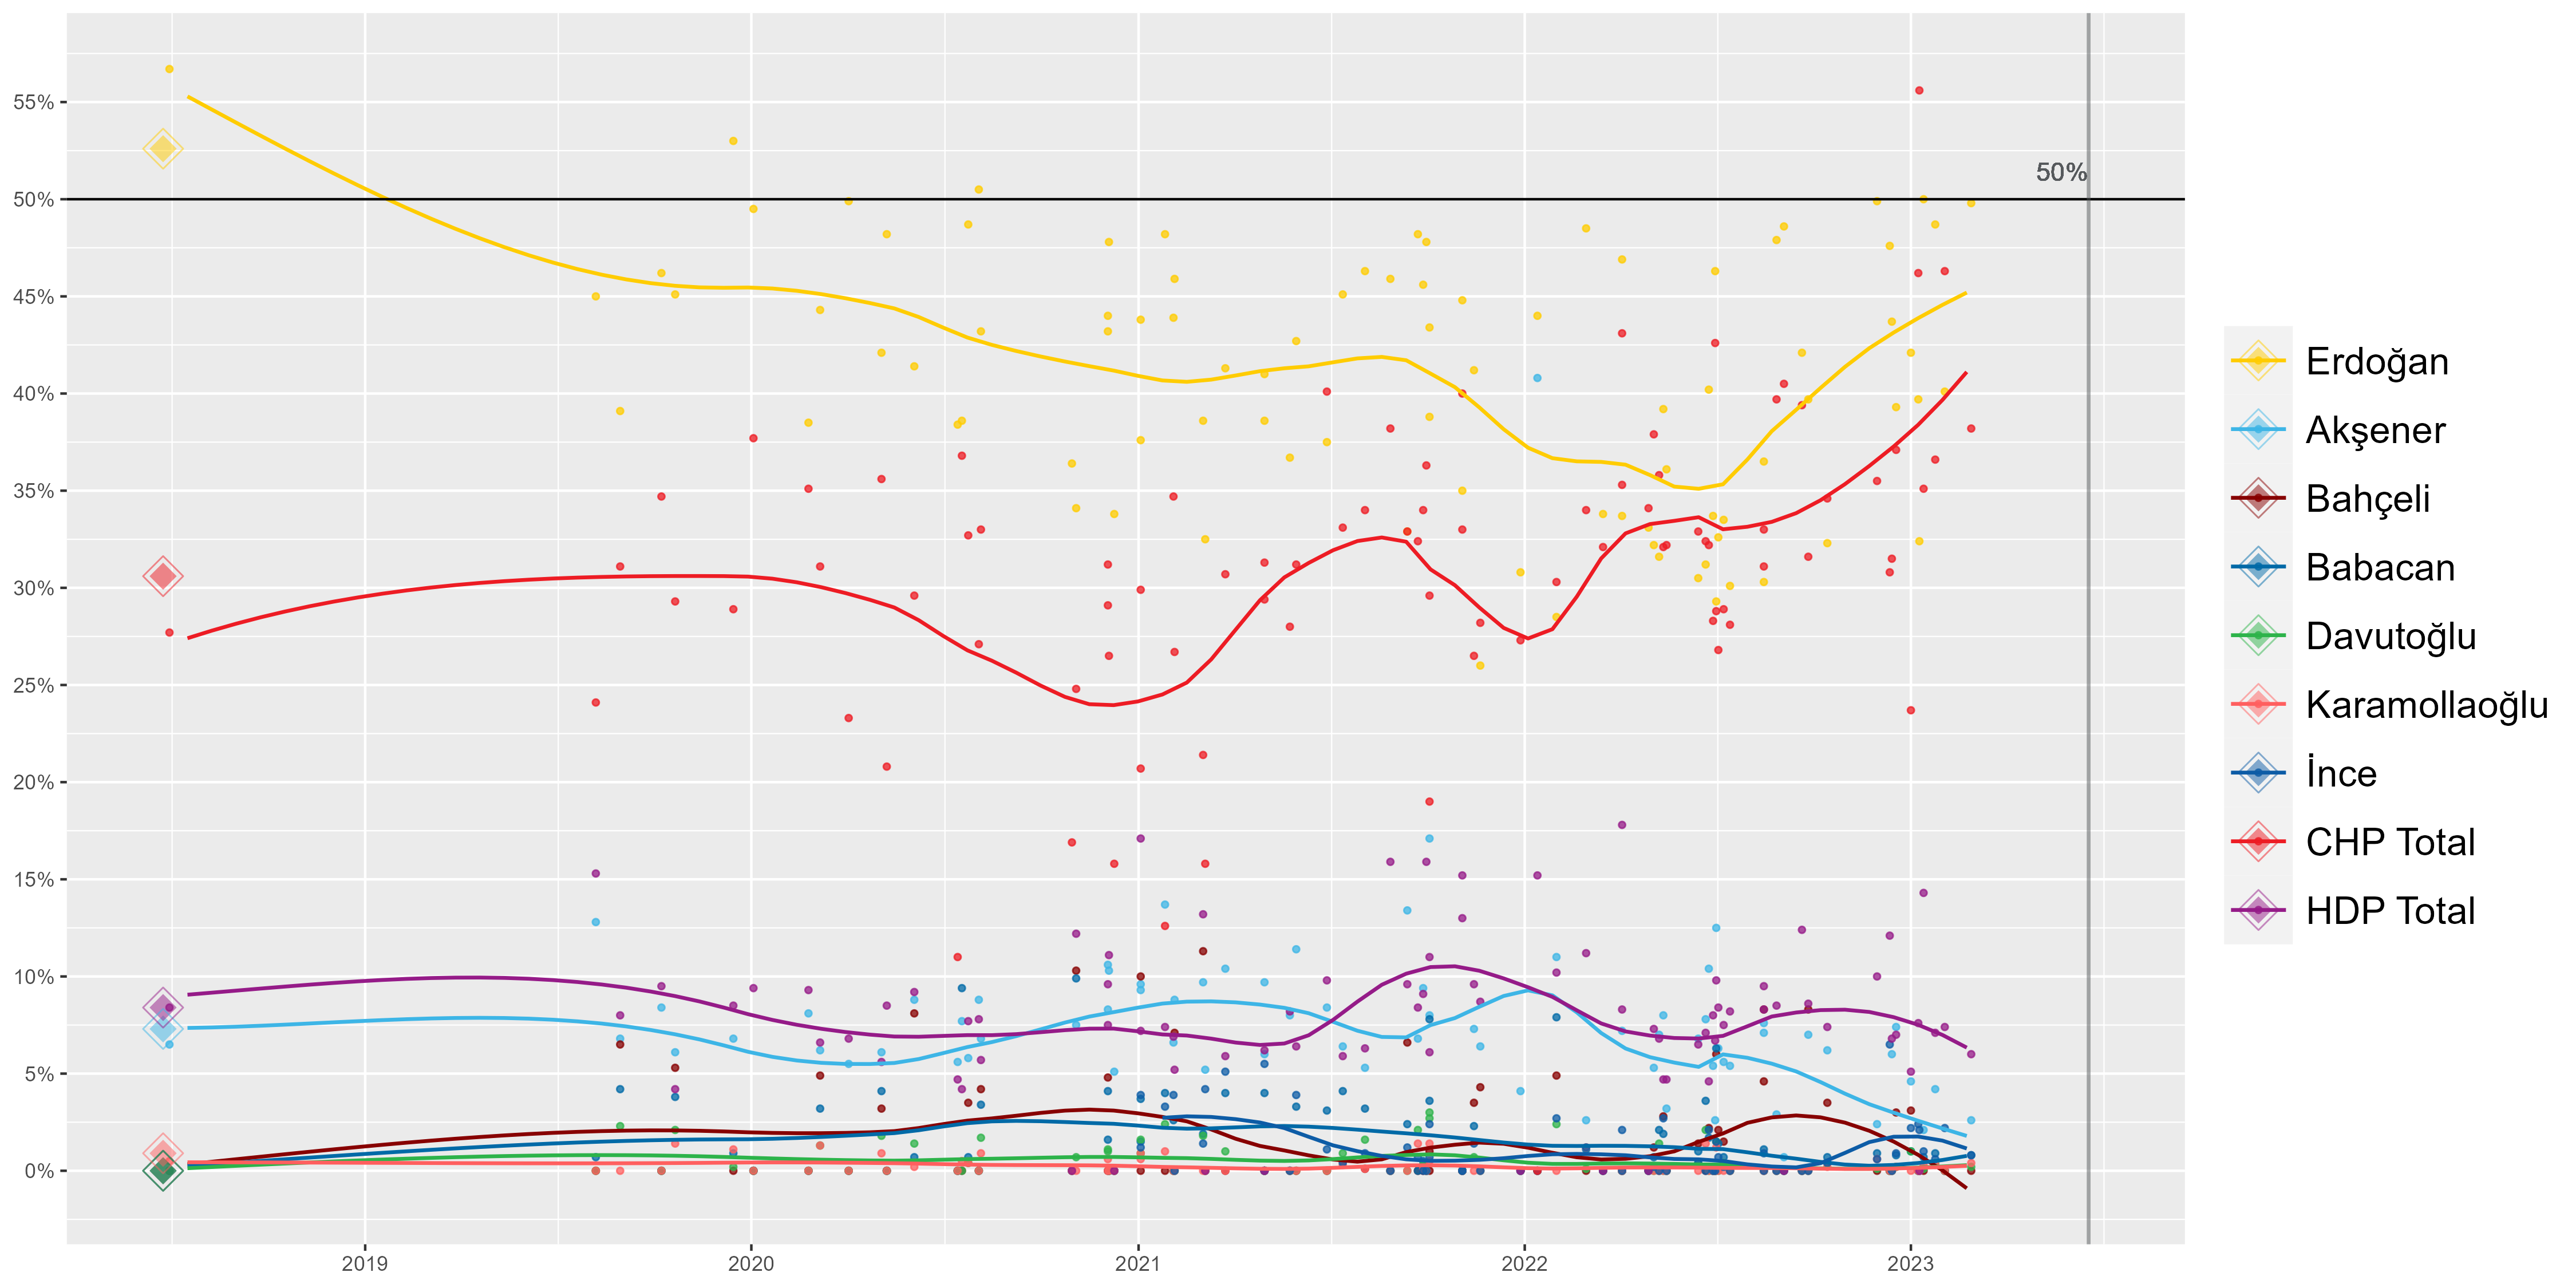 55%
50%
50%
45%
40%
35%
30%
25%
20%
15%
10%
5%
0%
2019 2020 2021 2022 2023
Erdoğan
Akşener
Bahçeli
Babacan
Davutoğlu
Karamollaoğlu
İnce
CHP Total
HDP Total